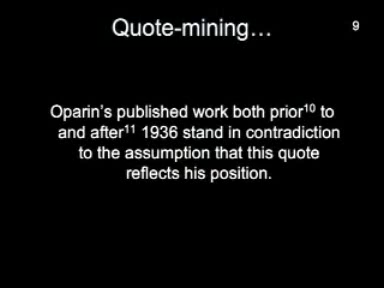 Quote-mining…
9
Oparin's published work both prior¹⁰ to
and after¹¹ 1936 stand in contradiction
to the assumption that this quote
reflects his position.